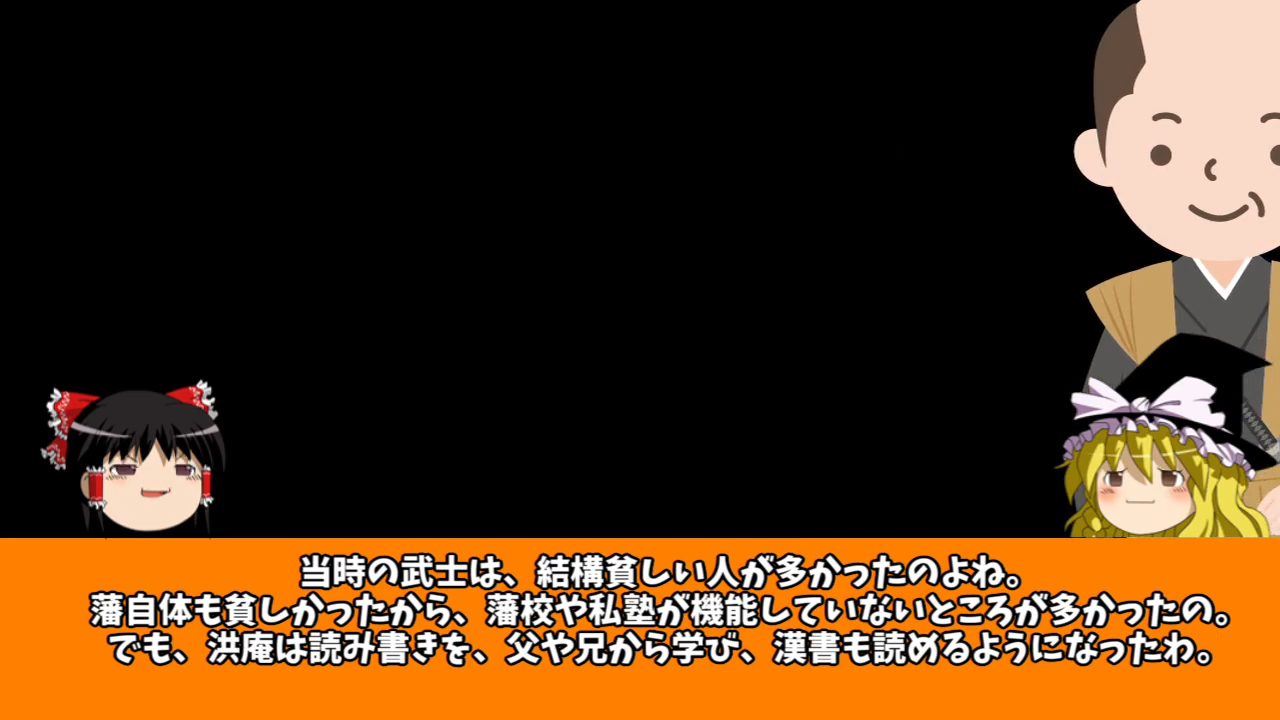 当時の武士は、結構貧しい人が多かったのよね。
藩自体も貧しかったから、藩校や私塾が機能していないところが多かったの。
でも、洪庵は読み書きを、父や兄から学び、漢書も読めるようになったわ。